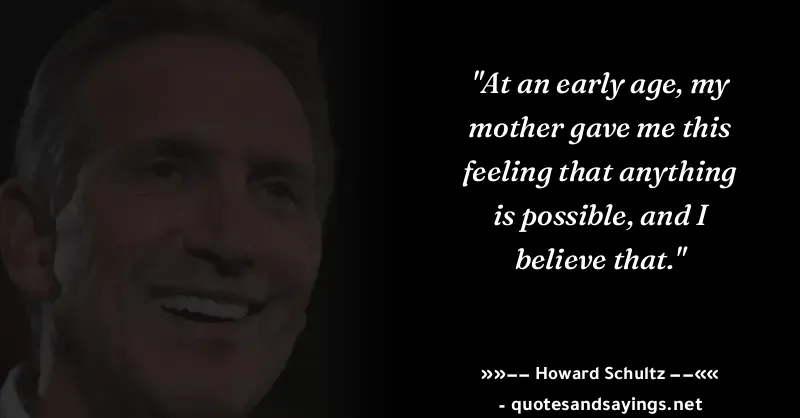 "At an early age, my
mother gave me this
feeling that anything
is possible, and I
believe that."
»»−− Howard Schultz −−««
- quotesandsayings.net